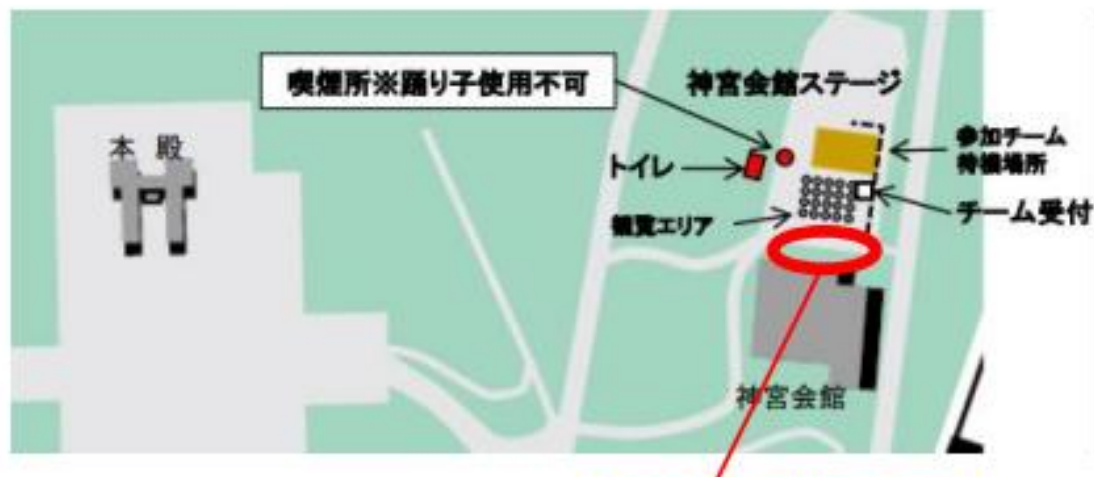 喫煙所※踊り子使用不可
神宮会館ステージ
本殿
トイレ
参加チーム
待機場所
チーム受付
観覧エリア
神宮会館